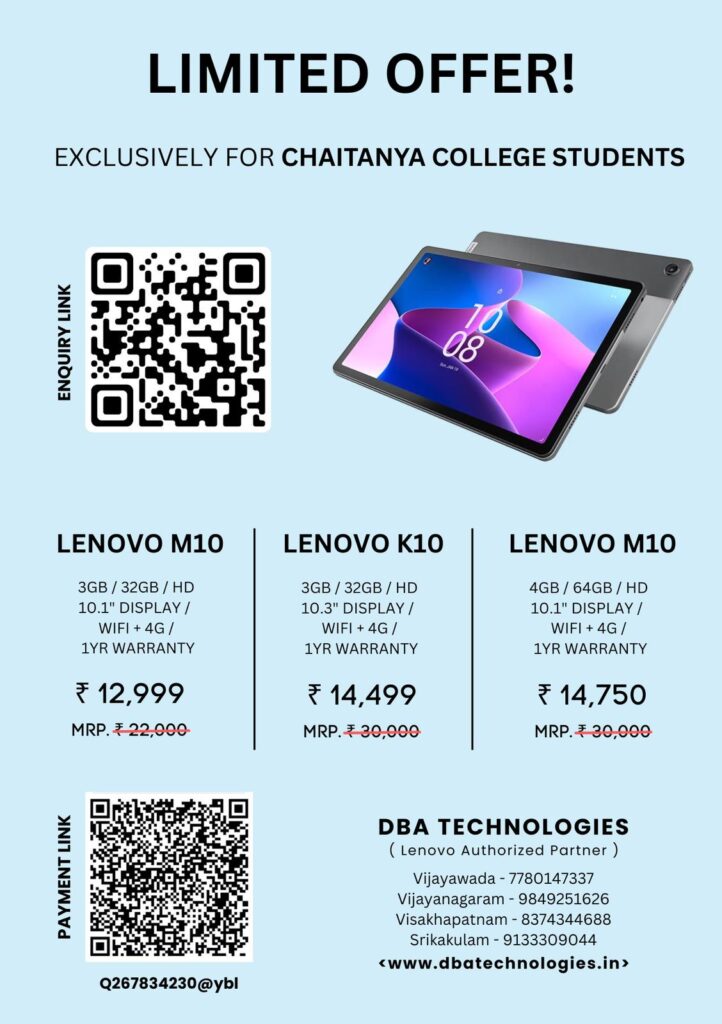 LIMITED OFFER!
EXCLUSIVELY FOR CHAITANYA COLLEGE STUDENTS
ENQUIRY LINK
10
08
LENOVO M10
3GB / 32GB / HD
10.1" DISPLAY /
WIFI + 4G /
1YR WARRANTY
₹ 12,999
MRP. ₹ 22,000
LENOVO K10
3GB / 32GB / HD
10.3" DISPLAY /
WIFI + 4G /
1YR WARRANTY
₹ 14,499
MRP. ₹ 30,000
LENOVO M10
4GB / 64GB / HD
10.1" DISPLAY /
WIFI + 4G /
1YR WARRANTY
₹ 14,750
MRP. ₹ 30,000
PAYMENT LINK
Q267834230@ybl
DBA TECHNOLOGIES
( Lenovo Authorized Partner )
Vijayawada - 7780147337
Vijayanagaram - 9849251626
Visakhapatnam - 8374344688
Srikakulam - 9133309044
<www.dbatechnologies.in>